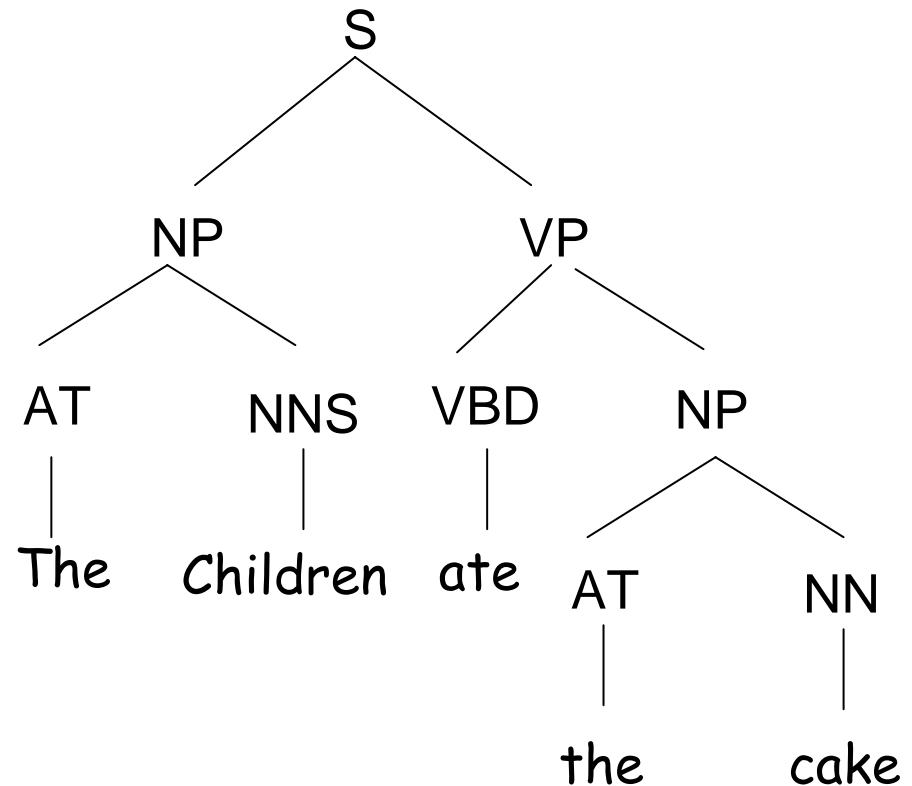 S
NP VP
AT NNS VBD NP
The Children ate
AT NN
the cake